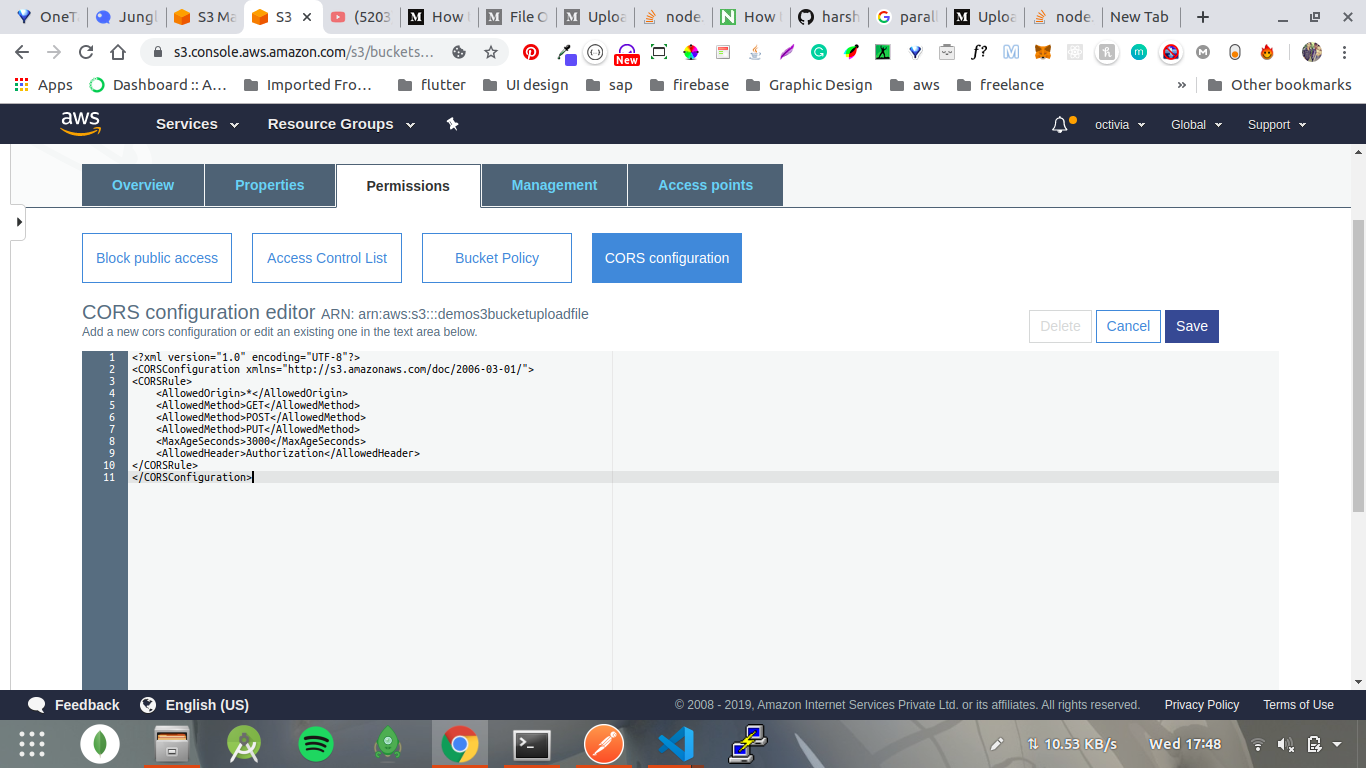 OneT
Jungl
S3 Ma
S3
(5203
How
File O
Uploa
node.
How
harsh
parall
Uploa
node.
New Tab
s3.console.aws.amazon.com/s3/buckets...
New
f?
Apps
Dashboard :: A...
Imported Fro...
flutter
UI design
sap
firebase
Graphic Design
aws
freelance
»
Other bookmarks
aws
Services
Resource Groups
octivia
Global
Support
Overview
Properties
Permissions
Management
Access points
Block public access
Access Control List
Bucket Policy
CORS configuration
CORS configuration editor ARN: arn:aws:s3:::demos3bucketuploadfile
Add a new cors configuration or edit an existing one in the text area below.
Delete
Cancel
Save
1 <?xml version="1.0" encoding="UTF-8"?>
2 <CORSConfiguration xmlns="http://s3.amazonaws.com/doc/2006-03-01/">
3 <CORSRule>
4 <AllowedOrigin>*</AllowedOrigin>
5 <AllowedMethod>GET</AllowedMethod>
6 <AllowedMethod>POST</AllowedMethod>
7 <AllowedMethod>PUT</AllowedMethod>
8 <MaxAgeSeconds>3000</MaxAgeSeconds>
9 <AllowedHeader>Authorization</AllowedHeader>
10 </CORSRule>
11 </CORSConfiguration>
Feedback
English (US)
© 2008 - 2019, Amazon Internet Services Private Ltd. or its affiliates. All rights reserved.
Privacy Policy
Terms of Use
10.53 KB/s
Wed 17:48